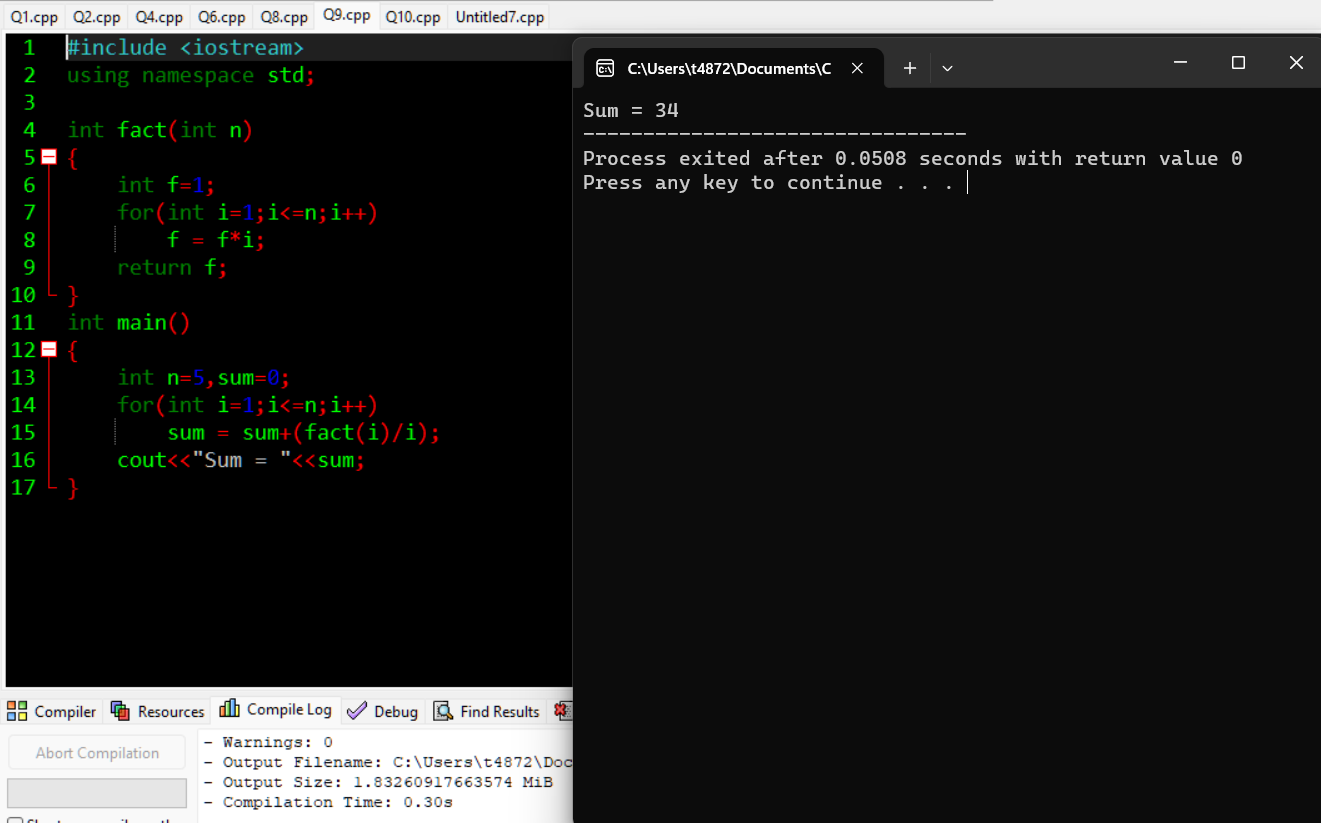 Q1.cpp Q2.cpp Q4.cpp Q6.cpp Q8.cpp Q9.cpp Q10.cpp Untitled7.cpp
1 #include <iostream>
2 using namespace std;
3
4 int fact(int n)
5 {
6 int f=1;
7 for(int i=1;i<=n;i++)
8 f = f*i;
9 return f;
10 }
11 int main()
12 {
13 int n=5,sum=0;
14 for(int i=1;i<=n;i++)
15 sum = sum+(fact(i)/i);
16 cout<<"Sum = "<<sum;
17 }
C:\Users\t4872\Documents\C
Sum = 34
--------------------------------
Process exited after 0.0508 seconds with return value 0
Press any key to continue . . .
Compiler Resources Compile Log Debug Find Results
Abort Compilation
- Warnings: 0
- Output Filename: C:\Users\t4872\Doc
- Output Size: 1.83260917663574 MiB
- Compilation Time: 0.30s